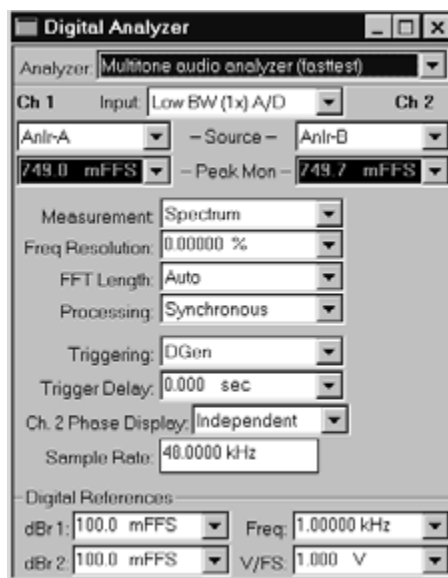 Digital Analyzer
Analyzer: Multitone audio analyzer (fasttest)
Ch 1 Input: Low BW (1x) A/D Ch 2
Anlr-A – Source – Anlr-B
749.0 mFFS – Peak Mon – 749.7 mFFS
Measurement: Spectrum
Freq Resolution: 0.00000 %
FFT Length: Auto
Processing: Synchronous
Triggering: DGen
Trigger Delay: 0.000 sec
Ch. 2 Phase Display: Independent
Sample Rate: 48.0000 kHz
Digital References
dBr 1: 100.0 mFFS Freq: 1.00000 kHz
dBr 2: 100.0 mFFS V/FS: 1.000 V